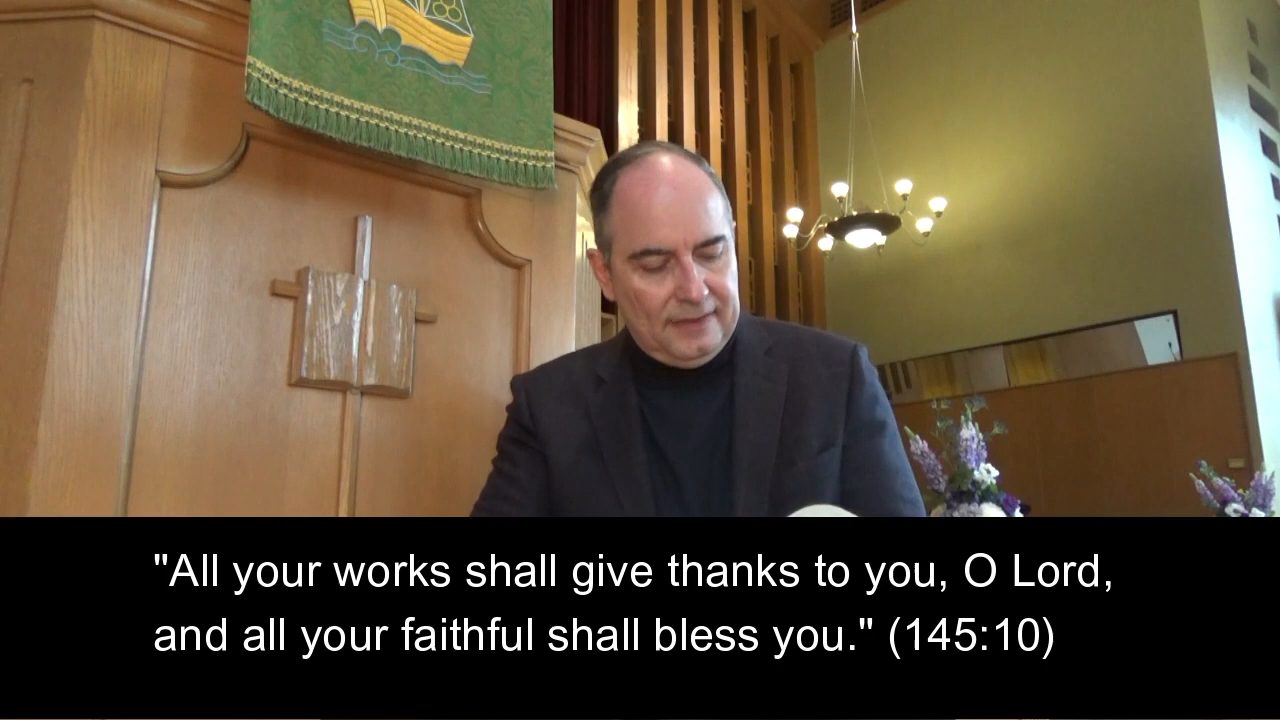 "All your works shall give thanks to you, O Lord,
and all your faithful shall bless you." (145:10)